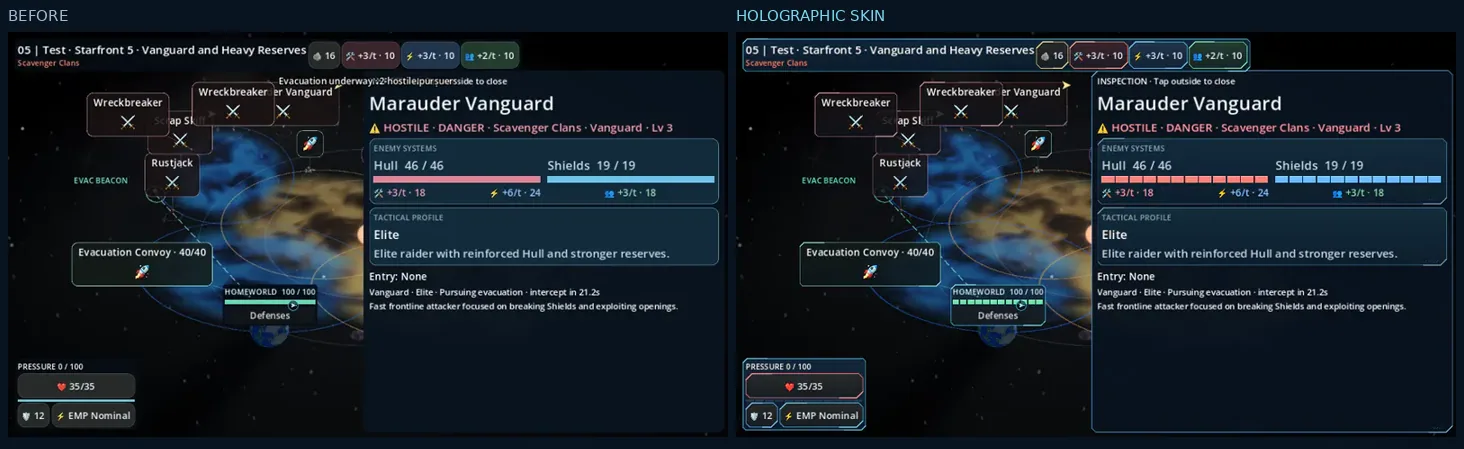 BEFORE
05 | Test · Starfront 5 · Vanguard and Heavy Reserves
16
+3/t · 10
+3/t · 10
+2/t · 10
Scavenger Clans
Evacuation underway
side to close
Wreckbreaker
Wreckbreaker
er Vanguard
Rustjack
EVAC BEACON
Evacuation Convoy · 40/40
HOMEWORLD 100 / 100
Defenses
PRESSURE 0 / 100
35/35
12
EMP Nominal
Marauder Vanguard
HOSTILE · DANGER · Scavenger Clans · Vanguard · Lv 3
ENEMY SYSTEMS
Hull 46 / 46
Shields 19 / 19
+3/t · 18
+6/t · 24
+3/t · 18
TACTICAL PROFILE
Elite
Elite raider with reinforced Hull and stronger reserves.
Entry: None
Vanguard · Elite · Pursuing evacuation · intercept in 21.2s
Fast frontline attacker focused on breaking Shields and exploiting openings.
HOLOGRAPHIC SKIN
05 | Test · Starfront 5 · Vanguard and Heavy Reserves
16
+3/t · 10
+3/t · 10
+2/t · 10
Scavenger Clans
Wreckbreaker
Wreckbreaker
er Vanguard
Rustjack
EVAC BEACON
Evacuation Convoy · 40/40
HOMEWORLD 100 / 100
Defenses
PRESSURE 0 / 100
35/35
12
EMP Nominal
INSPECTION · Tap outside to close
Marauder Vanguard
HOSTILE · DANGER · Scavenger Clans · Vanguard · Lv 3
ENEMY SYSTEMS
Hull 46 / 46
Shields 19 / 19
+3/t · 18
+6/t · 24
+3/t · 18
TACTICAL PROFILE
Elite
Elite raider with reinforced Hull and stronger reserves.
Entry: None
Vanguard · Elite · Pursuing evacuation · intercept in 21.2s
Fast frontline attacker focused on breaking Shields and exploiting openings.